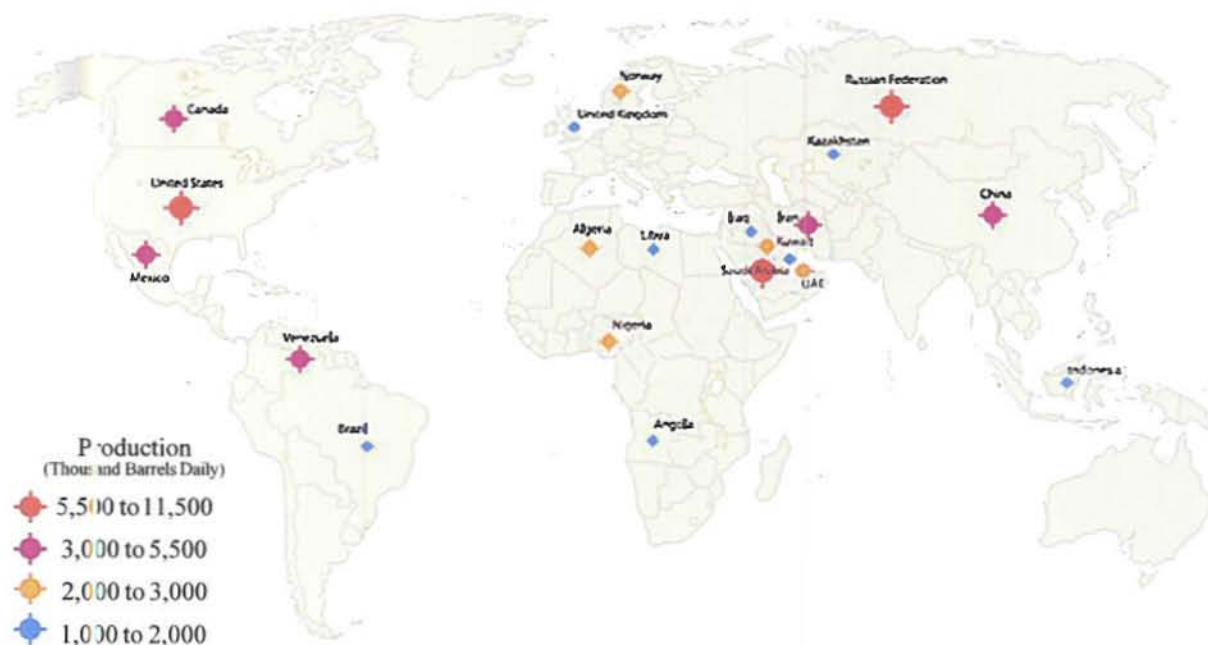 Norway
Russian Federation
Canada
United Kingdom
Kazakhstan
United States
China
Iraq
Iran
Algeria
Libya
Kuwait
Mexico
Saudi Arabia
UAE
Nigeria
Venezuela
Indonesia
Brazil
Angolla
Production
(Thousand Barrels Daily)
5,500 to 11,500
3,000 to 5,500
2,000 to 3,000
1,000 to 2,000